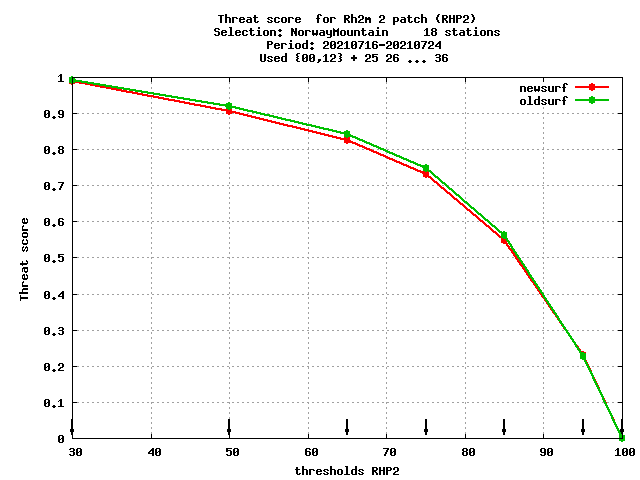 Threat score  for Rh2m 2 patch (RHP2)
Selection: NorwayMountain     18 stations
Period: 20210716-20210724
Used {00,12} + 25 26 ... 36
newsurf
oldsurf
1
0.9
0.8
0.7
0.6
0.5
0.4
0.3
0.2
0.1
0
Threat score
30 40 50 60 70 80 90 100
thresholds RHP2